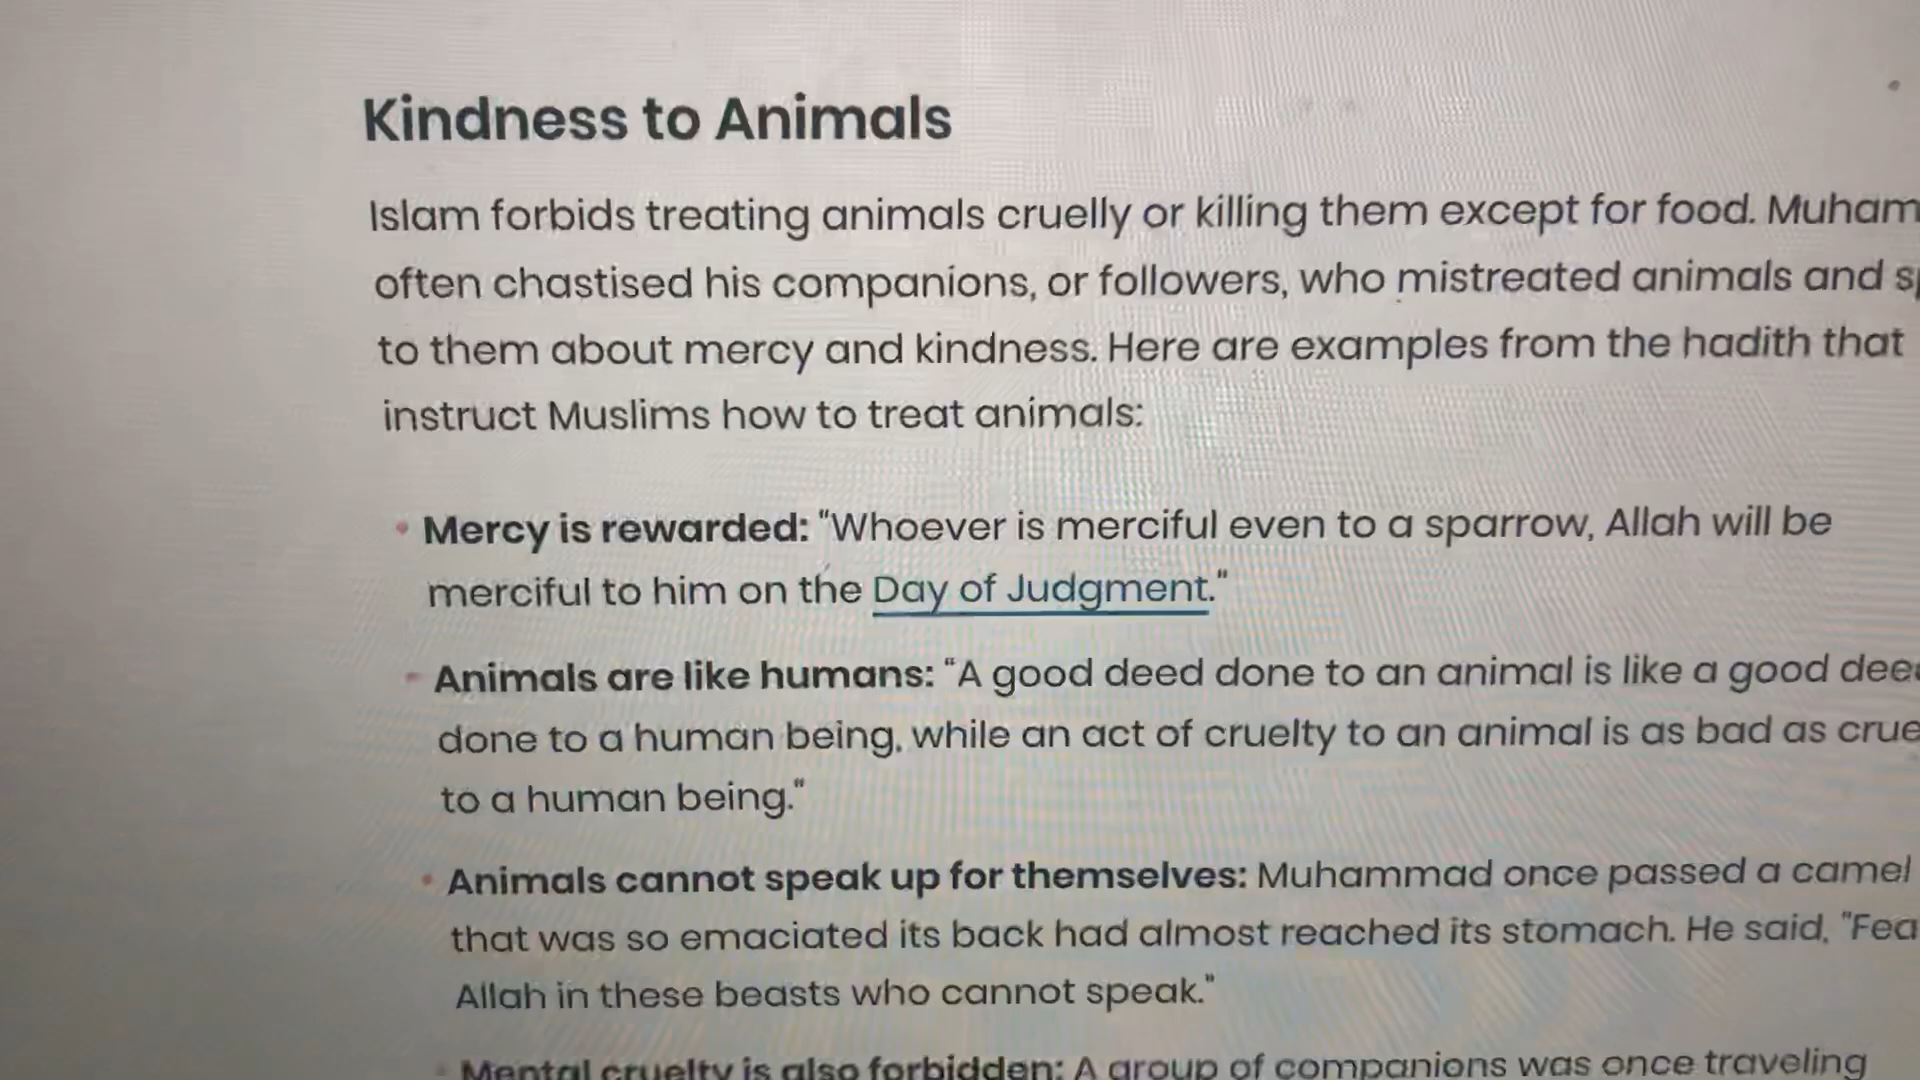 Kindness to Animals
Islam forbids treating animals cruelly or killing them except for food. Muham
often chastised his companions, or followers, who mistreated animals and sp
to them about mercy and kindness. Here are examples from the hadith that
instruct Muslims how to treat animals:
Mercy is rewarded: "Whoever is merciful even to a sparrow, Allah will be
merciful to him on the Day of Judgment."
Animals are like humans: "A good deed done to an animal is like a good deed
done to a human being, while an act of cruelty to an animal is as bad as crue
to a human being."
Animals cannot speak up for themselves: Muhammad once passed a camel
that was so emaciated its back had almost reached its stomach. He said, "Fea
Allah in these beasts who cannot speak."
Mental cruelty is also forbidden: A group of companions was once traveling